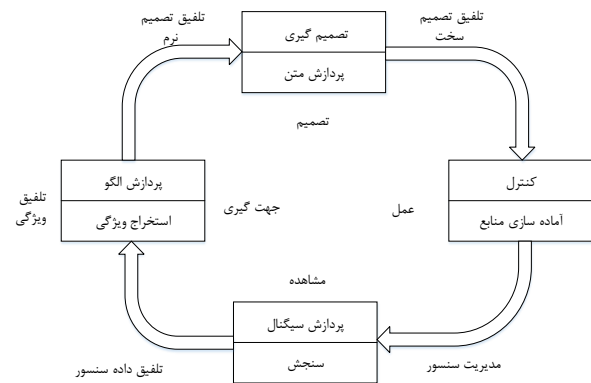 تلفیق تصمیم
نرم
تصمیم گیری
پردازش متن
تلفیق تصمیم
سخت
تصمیم
کنترل
آماده سازی منابع
عمل
جهت گیری
پردازش الگو
استخراج ویژگی
تلفیق
ویژگی
مشاهده
پردازش سیگنال
سنجش
مدیریت سنسور
تلفیق داده سنسور